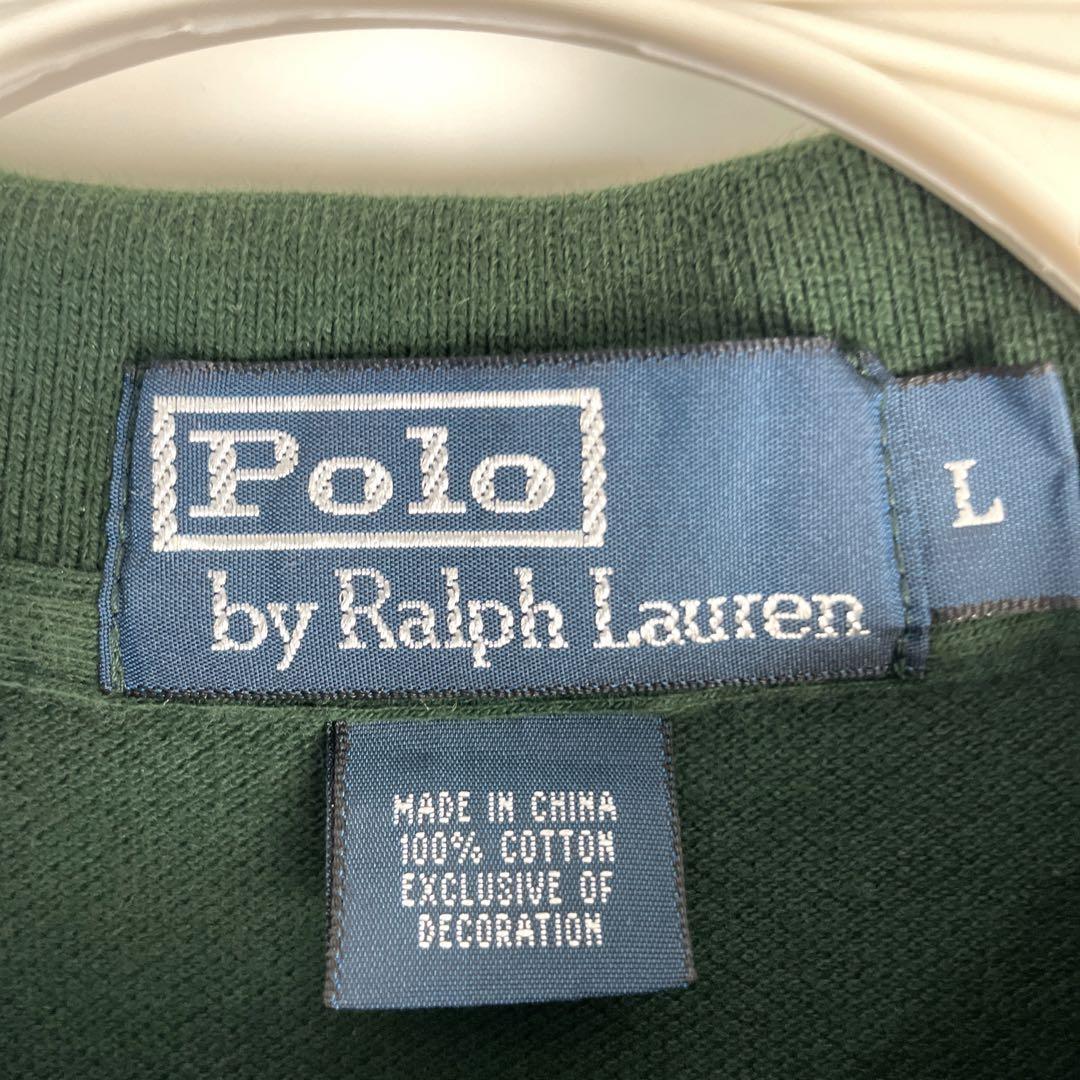 Polo
by Ralph Lauren
L
MADE IN CHINA
100% COTTON
EXCLUSIVE OF
DECORATION